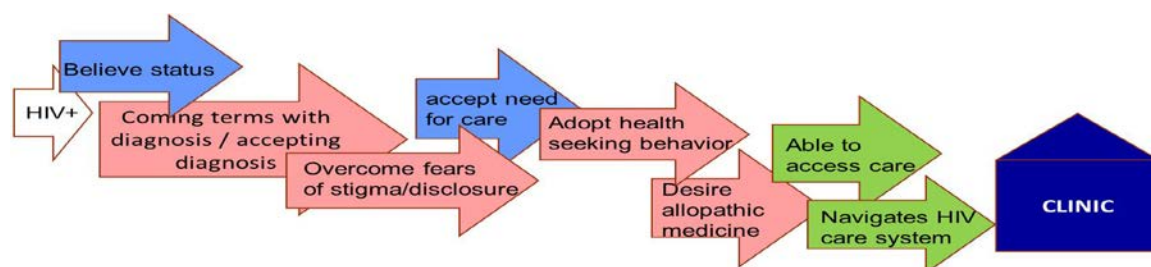 HIV+
Believe status
Coming terms with
diagnosis / accepting
diagnosis
Overcome fears
of stigma/disclosure
accept need
for care
Adopt health
seeking behavior
Desire
allopathic
medicine
Able to
access care
Navigates HIV
care system
CLINIC